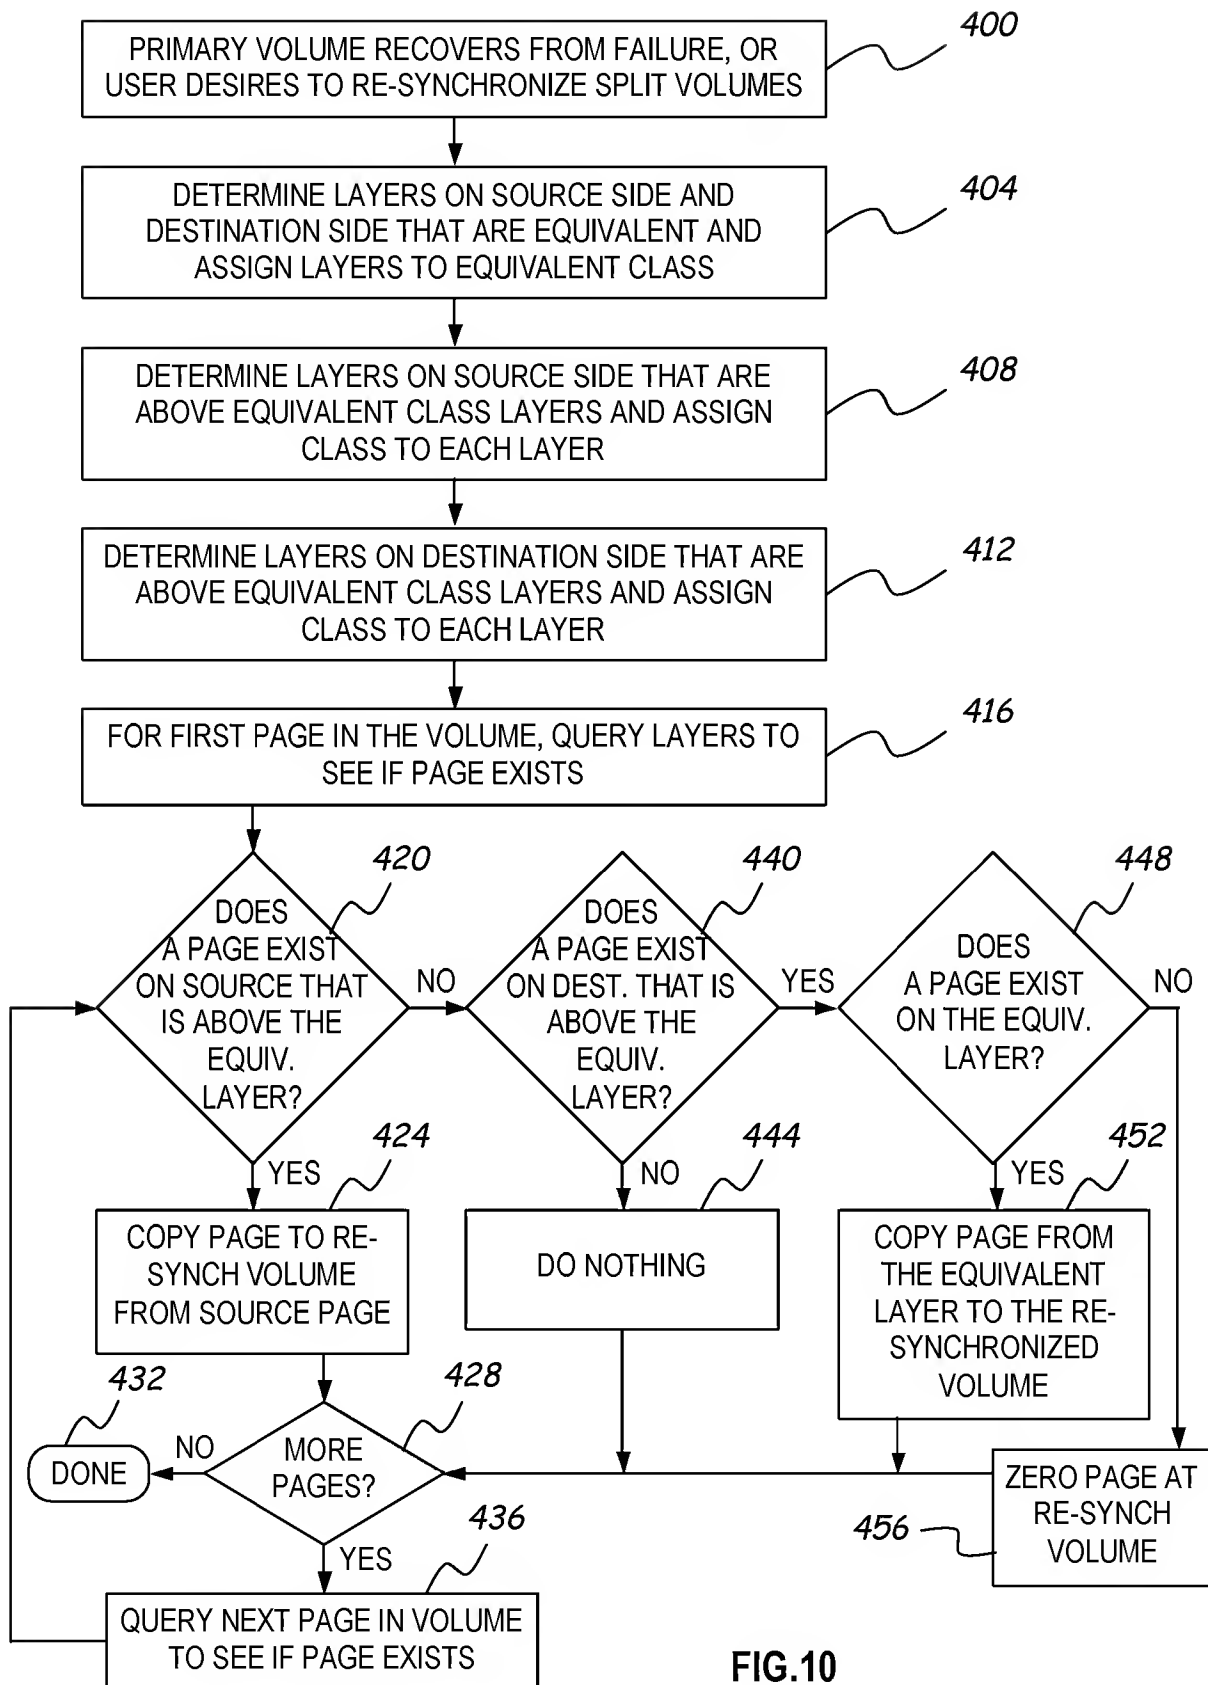 PRIMARY VOLUME RECOVERS FROM FAILURE, OR
USER DESIRES TO RE-SYNCHRONIZE SPLIT VOLUMES
400
DETERMINE LAYERS ON SOURCE SIDE AND
DESTINATION SIDE THAT ARE EQUIVALENT AND
ASSIGN LAYERS TO EQUIVALENT CLASS
404
DETERMINE LAYERS ON SOURCE SIDE THAT ARE
ABOVE EQUIVALENT CLASS LAYERS AND ASSIGN
CLASS TO EACH LAYER
408
DETERMINE LAYERS ON DESTINATION SIDE THAT ARE
ABOVE EQUIVALENT CLASS LAYERS AND ASSIGN
CLASS TO EACH LAYER
412
FOR FIRST PAGE IN THE VOLUME, QUERY LAYERS TO
SEE IF PAGE EXISTS
416
420
DOES
A PAGE EXIST
ON SOURCE THAT
IS ABOVE THE
EQUIV.
LAYER?
NO
YES
440
DOES
A PAGE EXIST
ON DEST. THAT IS
ABOVE THE
EQUIV.
LAYER?
YES
NO
448
DOES
A PAGE EXIST
ON THE EQUIV.
LAYER?
NO
YES
424
COPY PAGE TO RE-
SYNCH VOLUME
FROM SOURCE PAGE
444
DO NOTHING
452
COPY PAGE FROM
THE EQUIVALENT
LAYER TO THE RE-
SYNCHRONIZED
VOLUME
432
DONE
NO
428
MORE
PAGES?
YES
456
ZERO PAGE AT
RE-SYNCH
VOLUME
436
QUERY NEXT PAGE IN VOLUME
TO SEE IF PAGE EXISTS
FIG.10